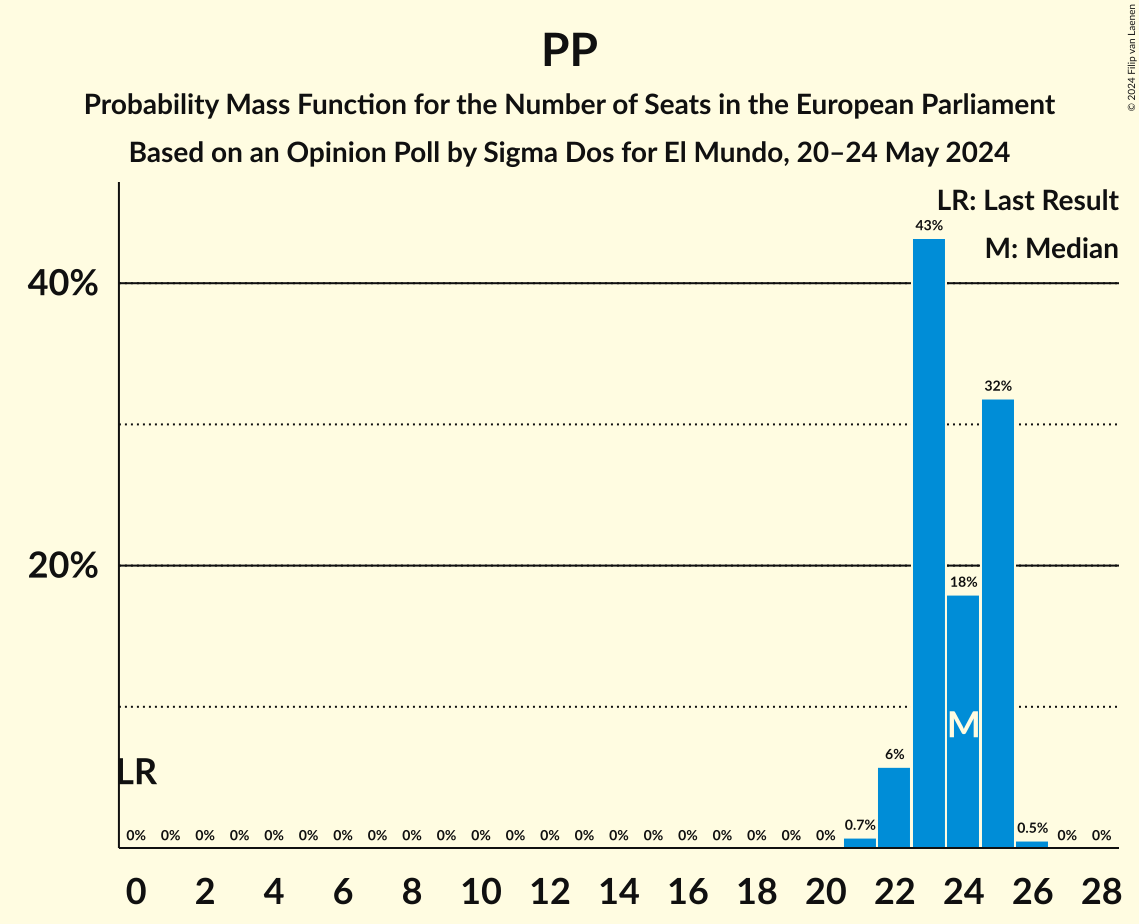 PP
Probability Mass Function for the Number of Seats in the European Parliament
Based on an Opinion Poll by Sigma Dos for El Mundo, 20–24 May 2024
© 2024 Filip van Laenen
LR: Last Result
M: Median
43%
40%
32%
20%
18%
M
6%
LR
0% 0% 0% 0% 0% 0% 0% 0% 0% 0% 0% 0% 0% 0% 0% 0% 0% 0% 0% 0% 0% 0.7% 0.5% 0% 0%
0 2 4 6 8 10 12 14 16 18 20 22 24 26 28